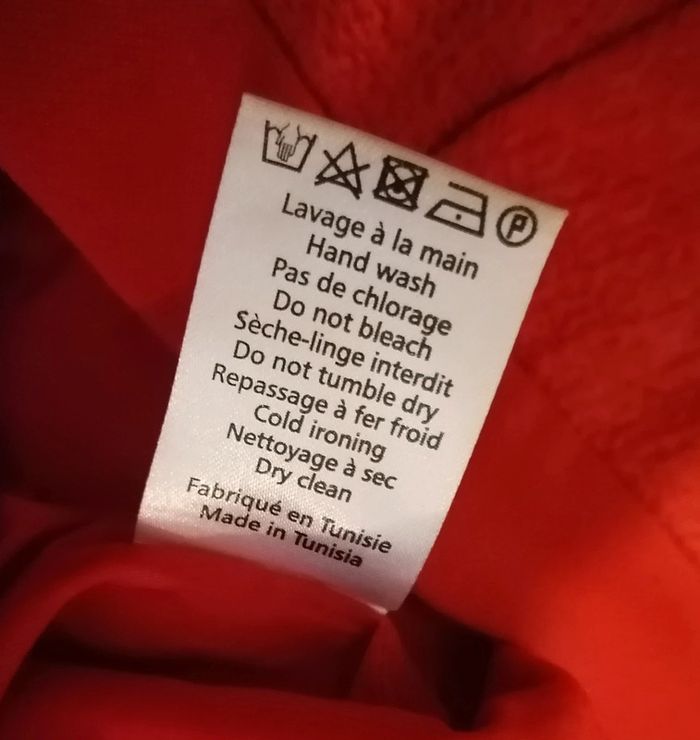 P
Lavage à la main
Hand wash
Pas de chlorage
Do not bleach
Sèche-linge interdit
Do not tumble dry
Repassage à fer froid
Cold ironing
Nettoyage à sec
Dry clean
Fabriqué en Tunisie
Made in Tunisia